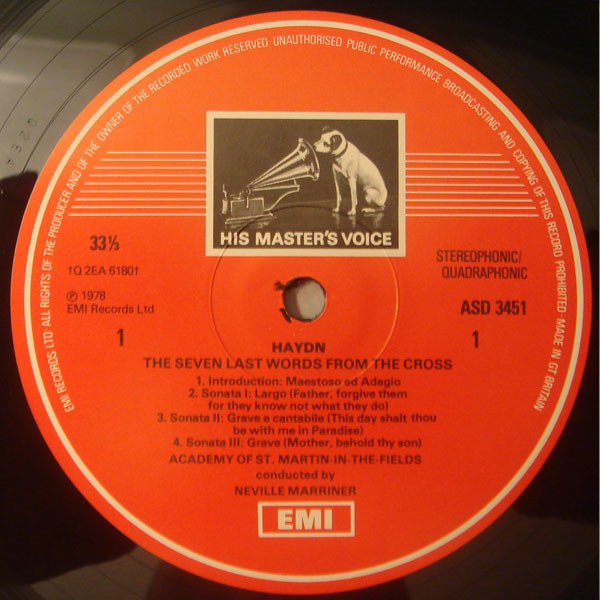 EMI RECORDS LTD· ALL RIGHTS OF THE PRODUCER AND OF THE OWNER OF THE RECORDED WORK RESERVED UNAUTHORISED PUBLIC PERFORMANCE BROADCASTING AND COPYING OF THIS RECORD PROHIBITED · MADE IN GT BRITAIN
HIS MASTER'S VOICE
33⅓
STEREOPHONIC/
QUADRAPHONIC
†Q 2EA 6180†
℗ 1978
EMI Records Ltd
ASD 3451
1
1
HAYDN
THE SEVEN LAST WORDS FROM THE CROSS
1. Introduction: Maestoso ed Adagio
2. Sonata I: Largo (Father, forgive them
for they know not what they do)
3. Sonata II: Grave e cantabile (This day shalt thou
be with me in Paradise)
4. Sonata III: Grave (Mother, behold thy son)
ACADEMY OF ST. MARTIN-IN-THE-FIELDS
conducted by
NEVILLE MARRINER
EMI